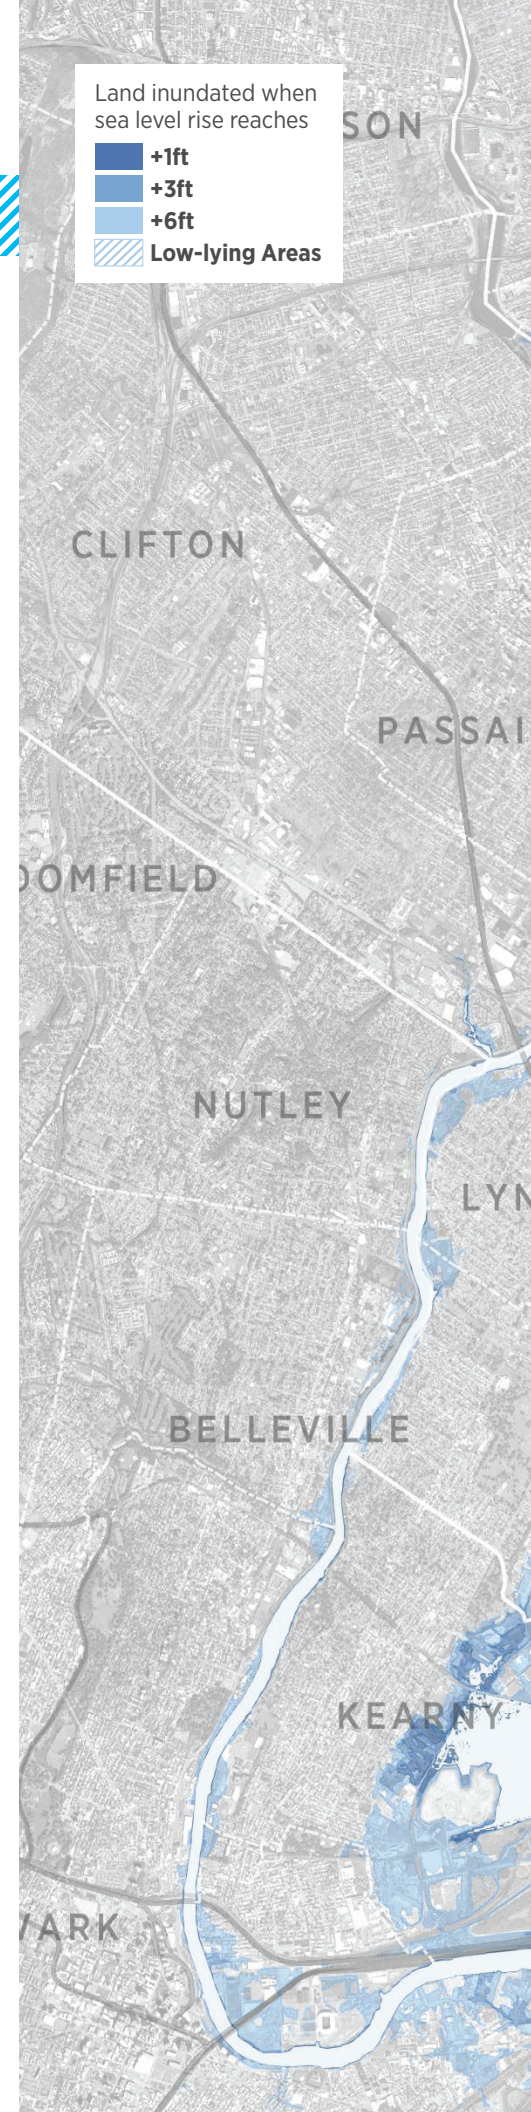 Land inundated when
sea level rise reaches
+1ft
+3ft
+6ft
Low-lying Areas
SON
CLIFTON
PASSAI
OOMFIELD
NUTLEY
LYN
BELLEVILLE
KEARNY
ARK